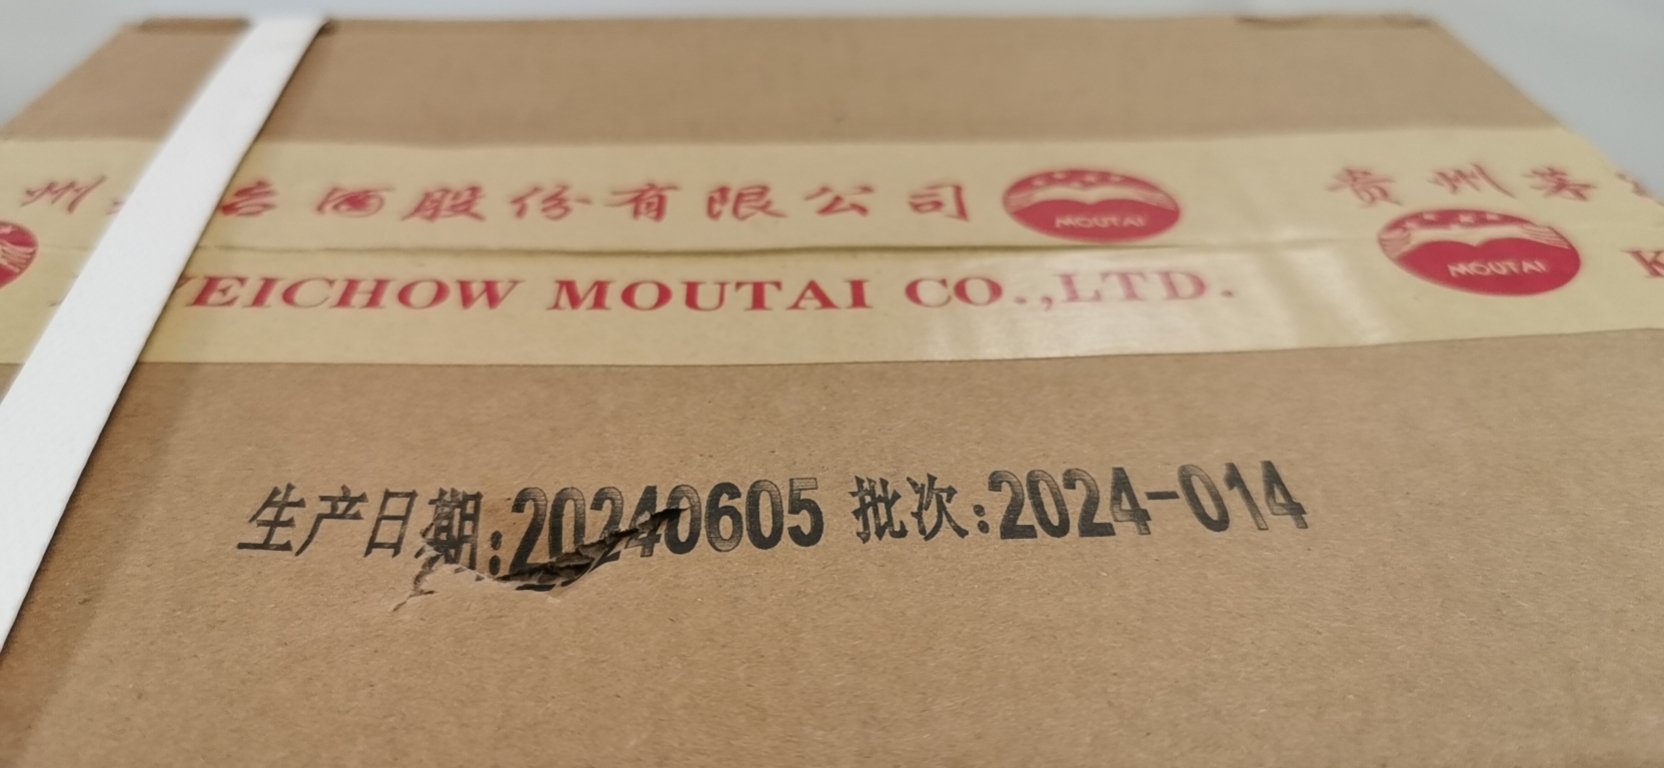 州 台酒股份有限公司 MOUTAI 贵州茅
WEICHOW MOUTAI CO.,LTD. MOUTAI K
生产日期:20240605 批次:2024-014